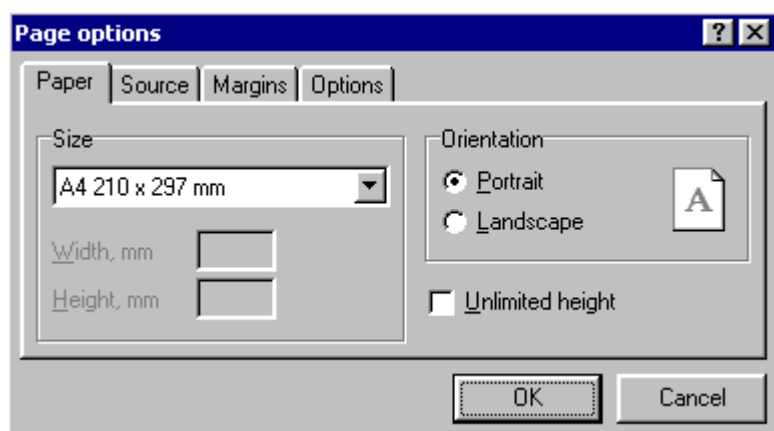 Page options
Paper Source Margins Options
Size
A4 210 x 297 mm
Width, mm
Height, mm
Orientation
Portrait
Landscape
A
Unlimited height
OK Cancel